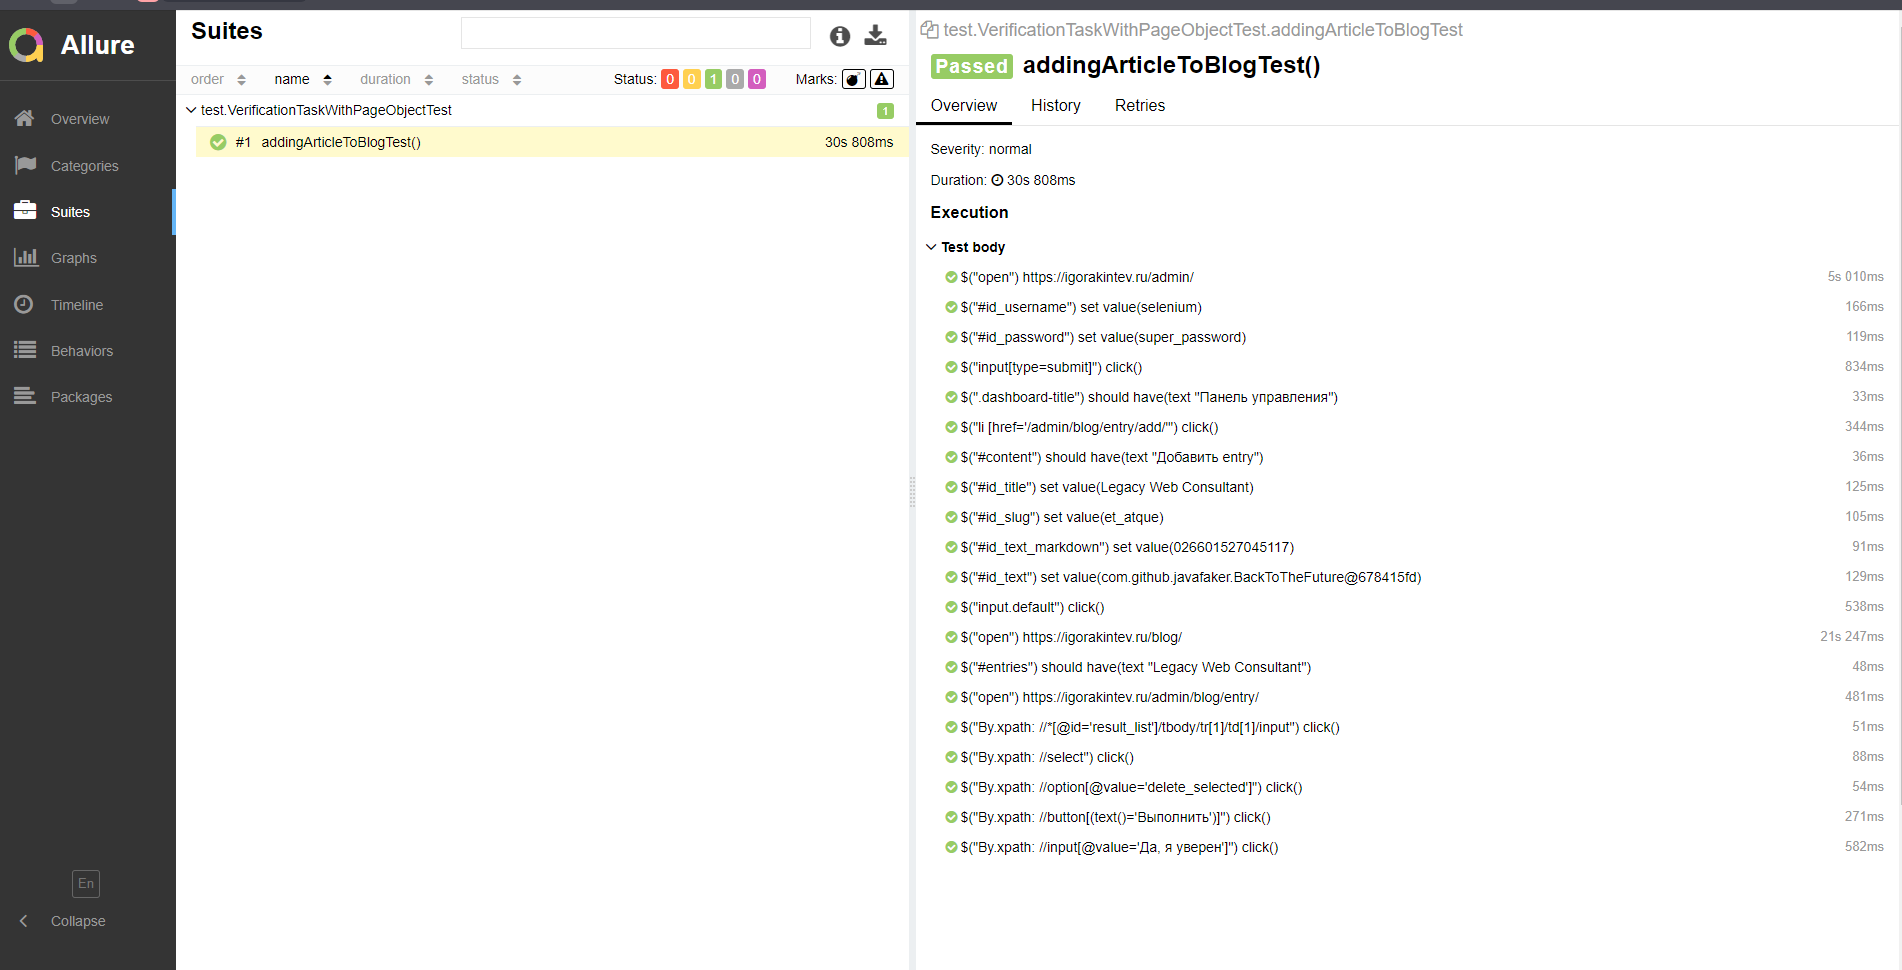 Allure
Overview
Categories
Suites
Graphs
Timeline
Behaviors
Packages
En
Collapse
Suites
order name duration status Status: 0 0 1 0 0 Marks:
test.VerificationTaskWithPageObjectTest 1
#1 addingArticleToBlogTest() 30s 808ms
test.VerificationTaskWithPageObjectTest.addingArticleToBlogTest
Passed addingArticleToBlogTest()
Overview History Retries
Severity: normal
Duration: 30s 808ms
Execution
Test body
$("open") https://igorakintev.ru/admin/ 5s 010ms
$("#id_username") set value(selenium) 166ms
$("#id_password") set value(super_password) 119ms
$("input[type=submit]") click() 834ms
$(".dashboard-title") should have(text "Панель управления") 33ms
$("li [href='/admin/blog/entry/add/'") click() 344ms
$("#content") should have(text "Добавить entry") 36ms
$("#id_title") set value(Legacy Web Consultant) 125ms
$("#id_slug") set value(et_atque) 105ms
$("#id_text_markdown") set value(026601527045117) 91ms
$("#id_text") set value(com.github.javafaker.BackToTheFuture@678415fd) 129ms
$("input.default") click() 538ms
$("open") https://igorakintev.ru/blog/ 21s 247ms
$("#entries") should have(text "Legacy Web Consultant") 48ms
$("open") https://igorakintev.ru/admin/blog/entry/ 481ms
$("By.xpath: //*[@id='result_list']/tbody/tr[1]/td[1]/input") click() 51ms
$("By.xpath: //select") click() 88ms
$("By.xpath: //option[@value='delete_selected']") click() 54ms
$("By.xpath: //button[(text()='Выполнить')]") click() 271ms
$("By.xpath: //input[@value='Да, я уверен']") click() 582ms